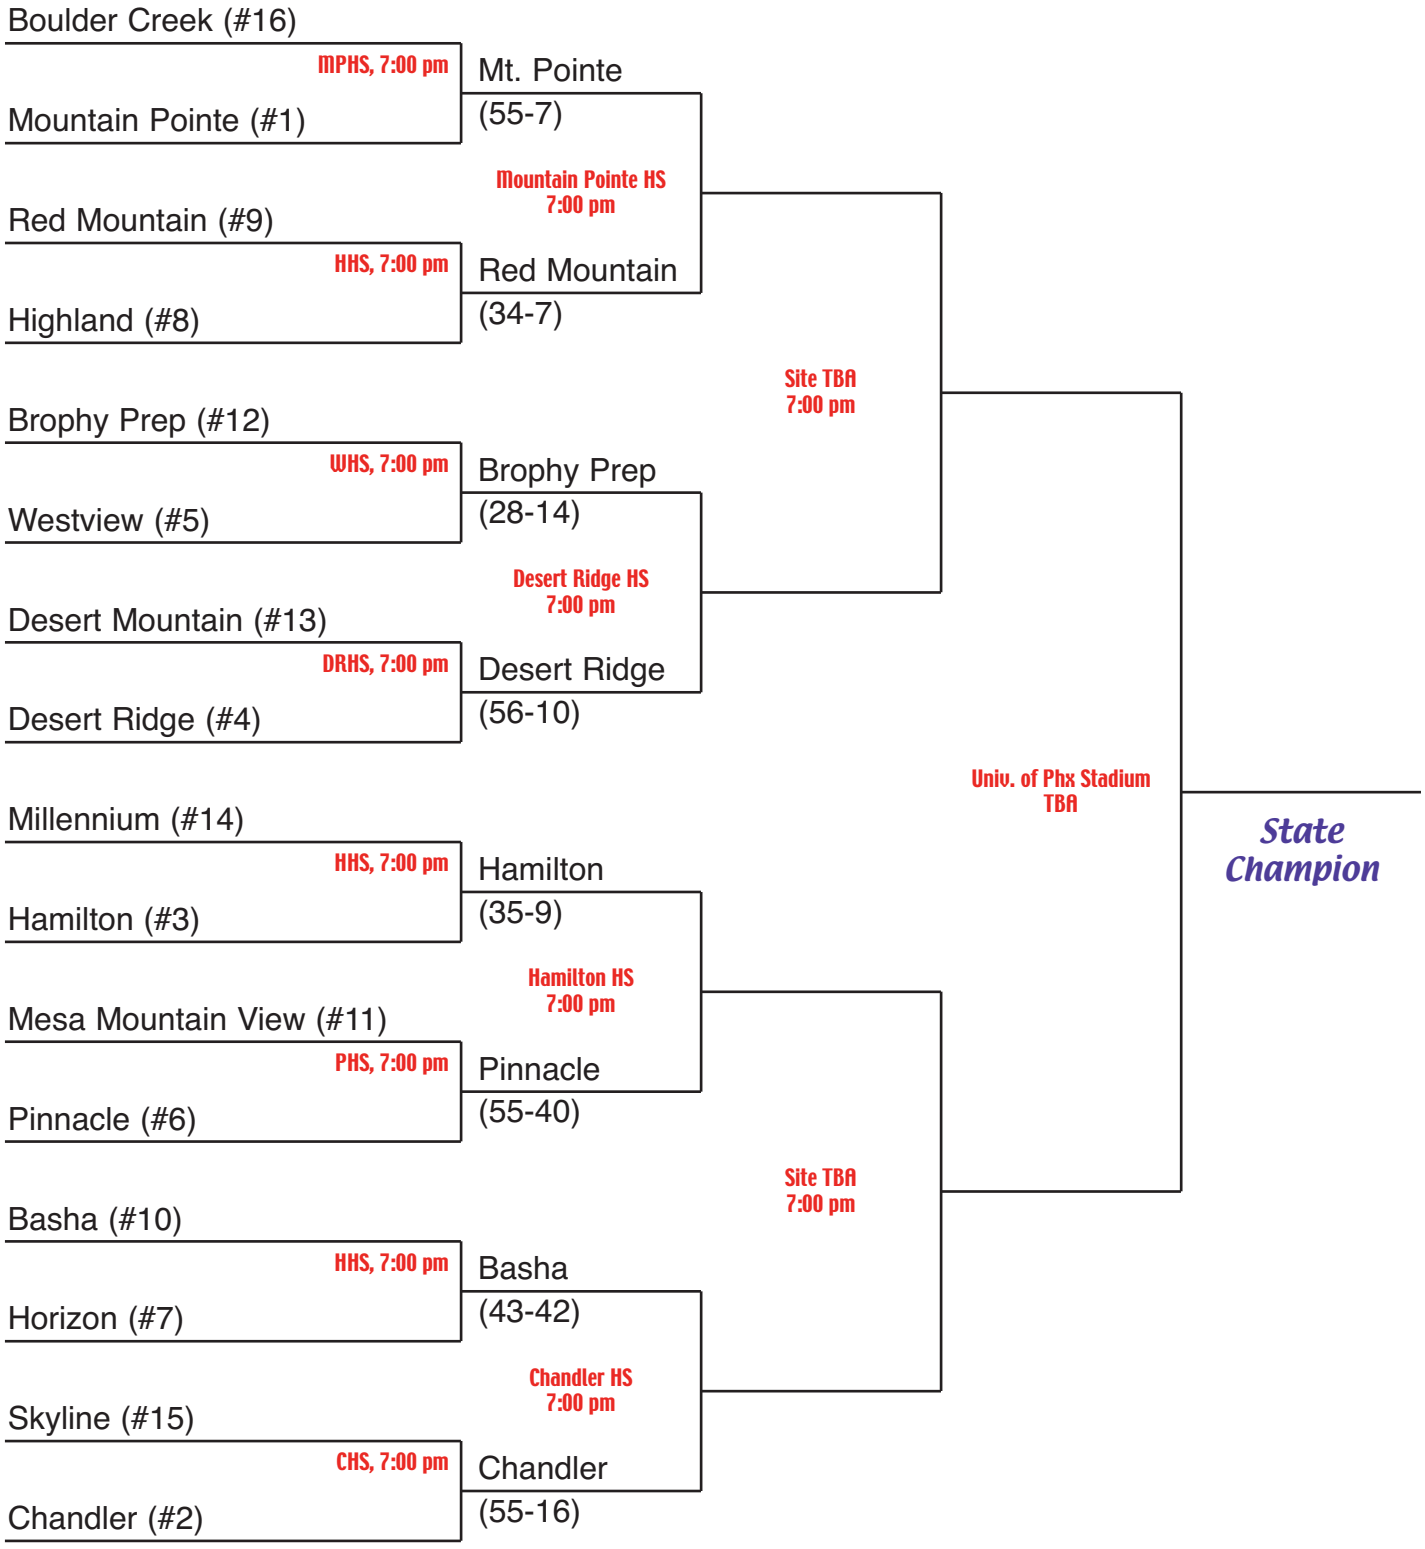 Boulder Creek (#16)
MPHS, 7:00 pm
Mt. Pointe
(55-7)
Mountain Pointe (#1)
Mountain Pointe HS
7:00 pm
Red Mountain (#9)
HHS, 7:00 pm
Red Mountain
(34-7)
Highland (#8)
Site TBA
7:00 pm
Brophy Prep (#12)
WHS, 7:00 pm
Brophy Prep
(28-14)
Westview (#5)
Desert Ridge HS
7:00 pm
Desert Mountain (#13)
DRHS, 7:00 pm
Desert Ridge
(56-10)
Desert Ridge (#4)
Univ. of Phx Stadium
TBA
State
Champion
Millennium (#14)
HHS, 7:00 pm
Hamilton
(35-9)
Hamilton (#3)
Hamilton HS
7:00 pm
Mesa Mountain View (#11)
PHS, 7:00 pm
Pinnacle
(55-40)
Pinnacle (#6)
Site TBA
7:00 pm
Basha (#10)
HHS, 7:00 pm
Basha
(43-42)
Horizon (#7)
Chandler HS
7:00 pm
Skyline (#15)
CHS, 7:00 pm
Chandler
(55-16)
Chandler (#2)